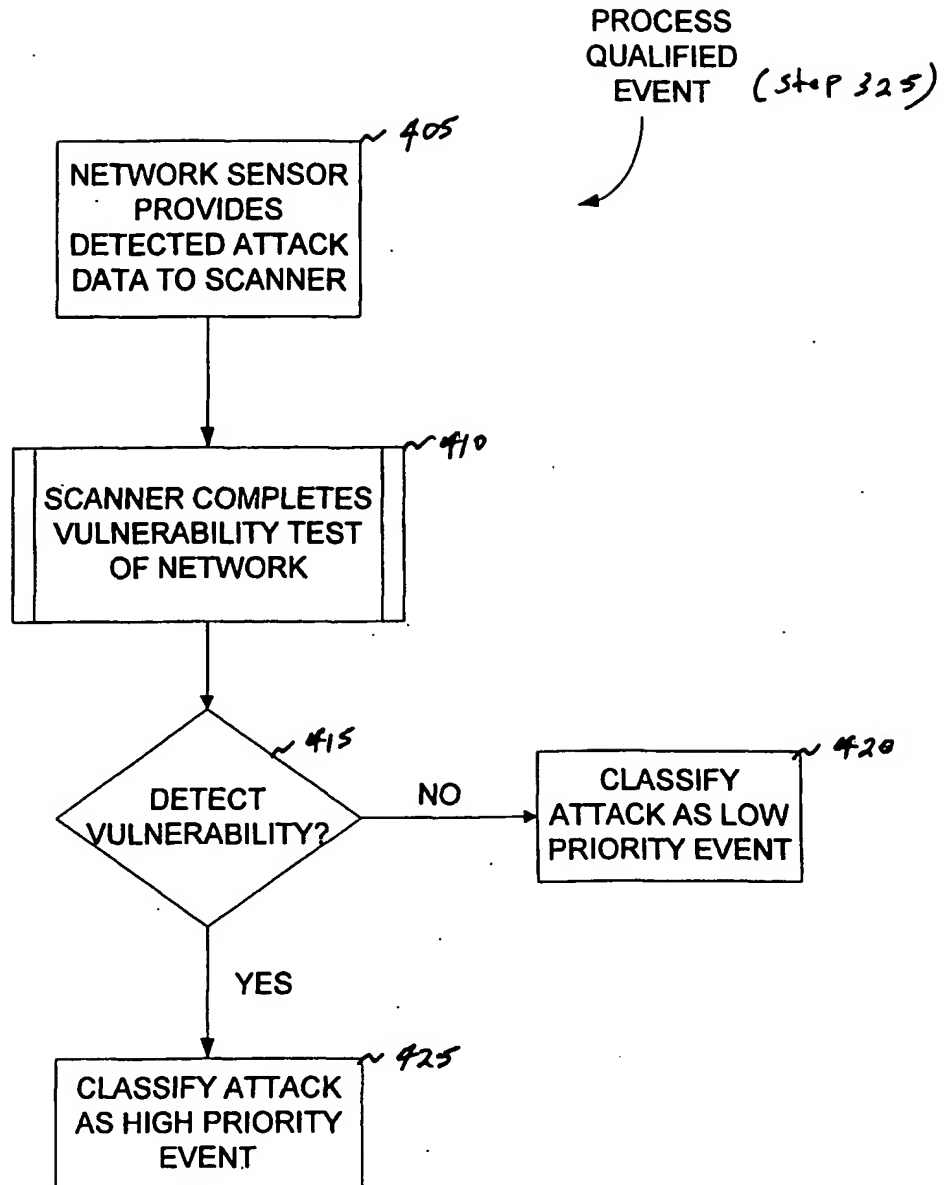 PROCESS
QUALIFIED
EVENT (step 325)
405
NETWORK SENSOR
PROVIDES
DETECTED ATTACK
DATA TO SCANNER
410
SCANNER COMPLETES
VULNERABILITY TEST
OF NETWORK
415
DETECT
VULNERABILITY?
NO
420
CLASSIFY
ATTACK AS LOW
PRIORITY EVENT
YES
425
CLASSIFY ATTACK
AS HIGH PRIORITY
EVENT